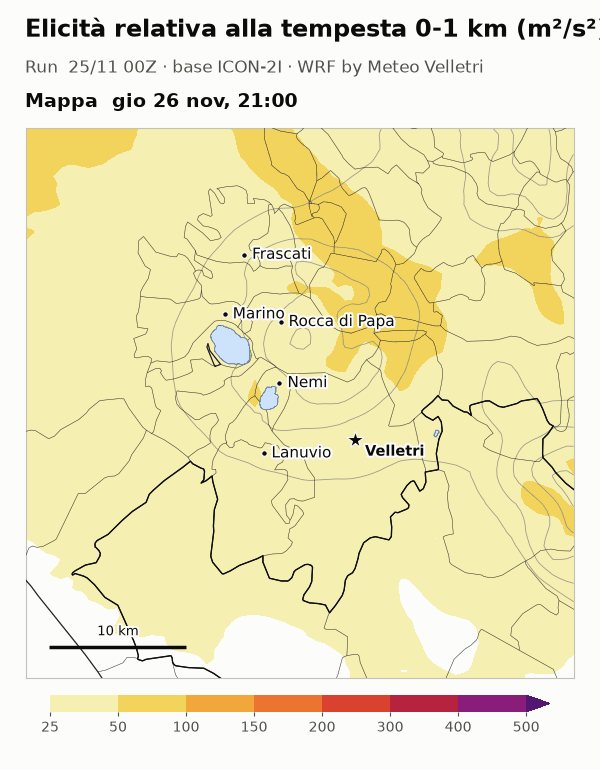 Elicità relativa alla tempesta 0-1 km (m²/s²)
Run  25/11 00Z · base ICON-2I · WRF by Meteo Velletri
Mappa  gio 26 nov, 21:00
Frascati
Marino
Rocca di Papa
Nemi
Velletri
Lanuvio
10 km
25 50 100 150 200 300 400 500